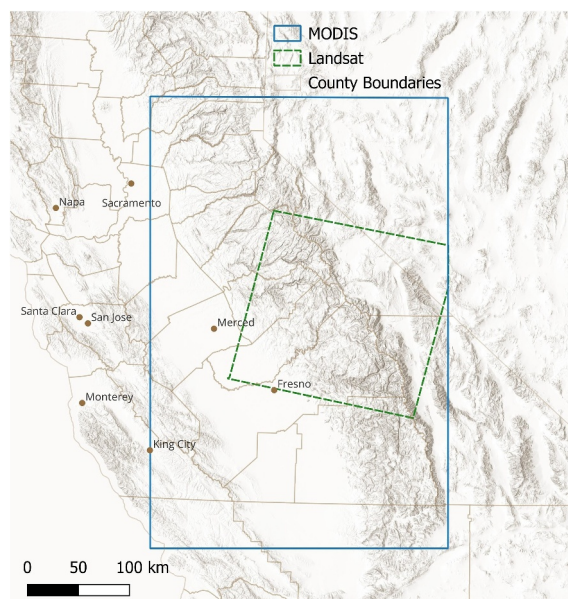 MODIS
Landsat
County Boundaries
Napa
Sacramento
Santa Clara
San Jose
Merced
Fresno
Monterey
King City
0 50 100 km